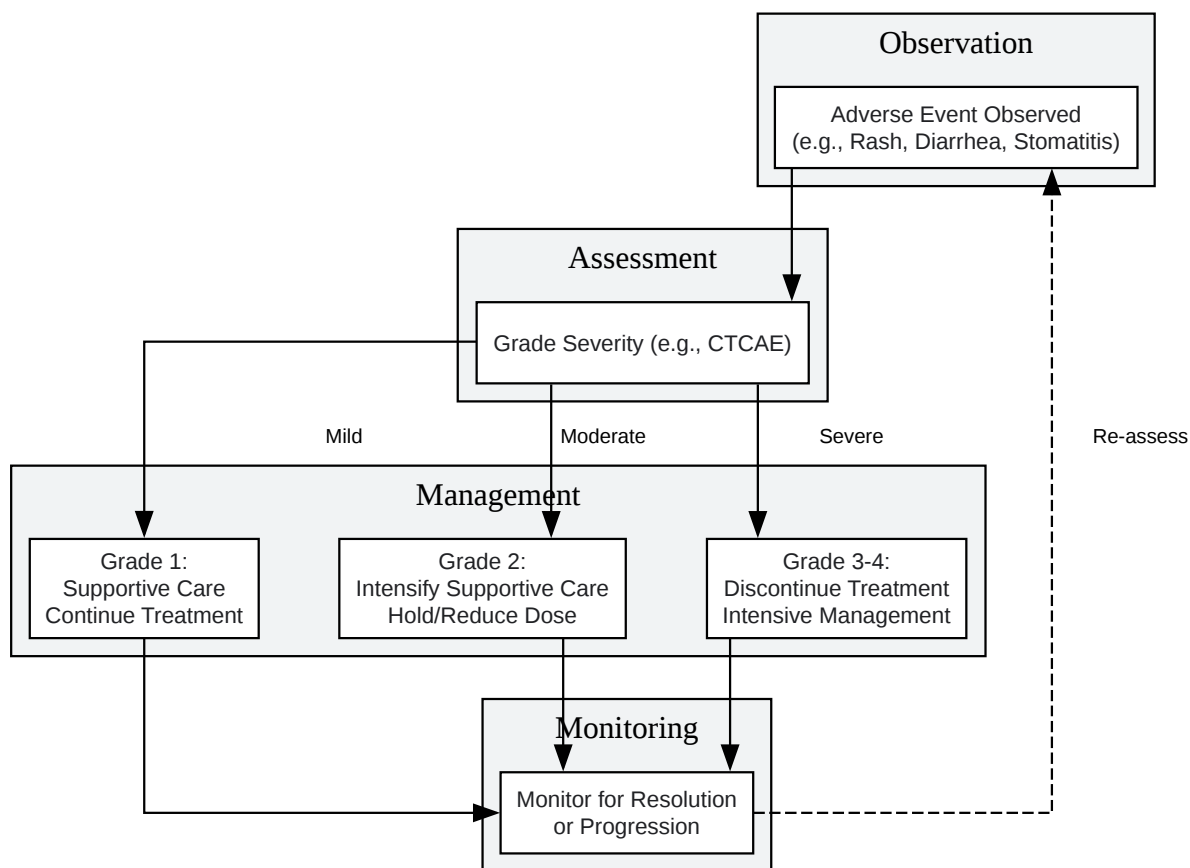 Observation
Adverse Event Observed
(e.g., Rash, Diarrhea, Stomatitis)
Assessment
Grade Severity (e.g., CTCAE)
Mild
Moderate
Severe
Re-assess
Management
Grade 1:
Supportive Care
Continue Treatment
Grade 2:
Intensify Supportive Care
Hold/Reduce Dose
Grade 3-4:
Discontinue Treatment
Intensive Management
Monitoring
Monitor for Resolution
or Progression